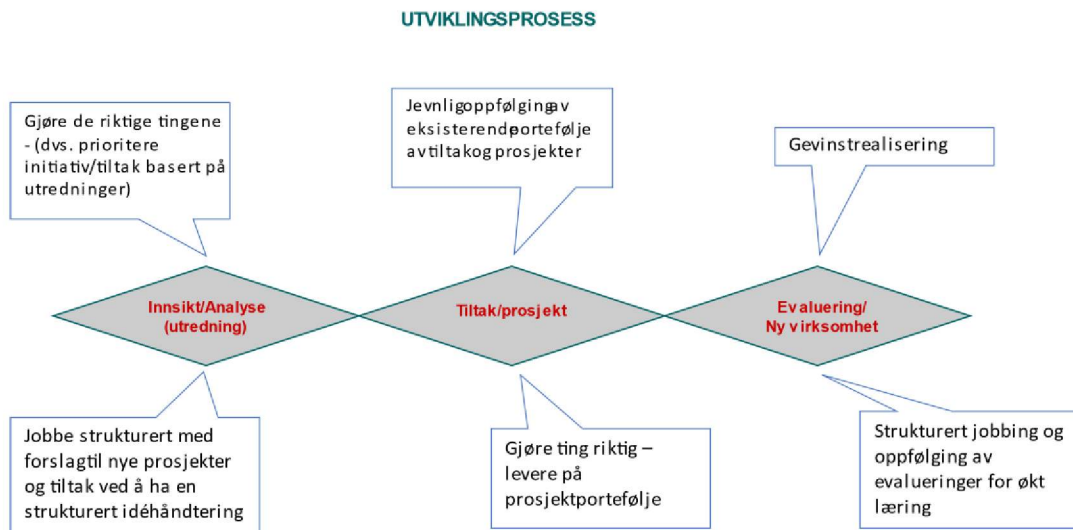 UTVIKLINGSPROSESS
Gjøre de riktige tingene
- (dvs. prioritere
initiativ/tiltak basert på
utredninger)
Jevnligoppfølging av
eksisterendeportefølje
avtiltakog prosjekter
Gevinstrealisering
Innsikt/Analyse
(utredning)
Tiltak/prosjekt
Evaluering/
Ny virksomhet
Jobbe strukturert med
forslagtil nye prosjekter
og tiltak ved å ha en
strukturert idéhåndtering
Gjøre ting riktig –
levere på
prosjektportefølje
Strukturert jobbing og
oppfølging av
evalueringer for økt
læring